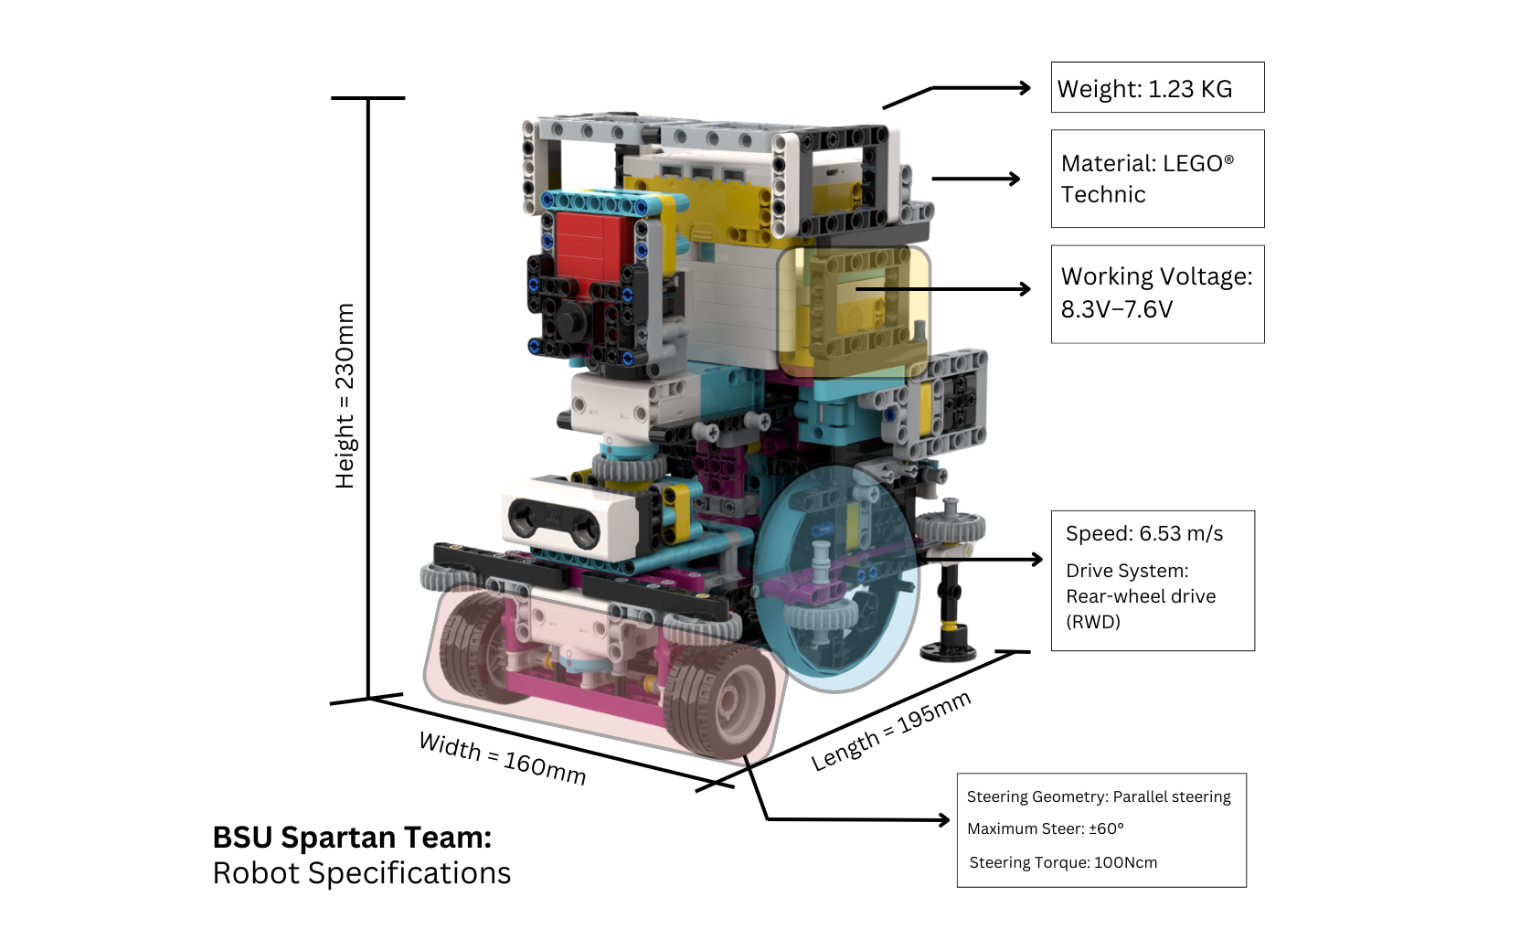 Weight: 1.23 KG
Material: LEGO®
Technic
Working Voltage:
8.3V–7.6V
Height = 230mm
Speed: 6.53 m/s
Drive System:
Rear-wheel drive
(RWD)
Width = 160mm
Length = 195mm
Steering Geometry: Parallel steering
Maximum Steer: ±60°
Steering Torque: 100Ncm
BSU Spartan Team:
Robot Specifications